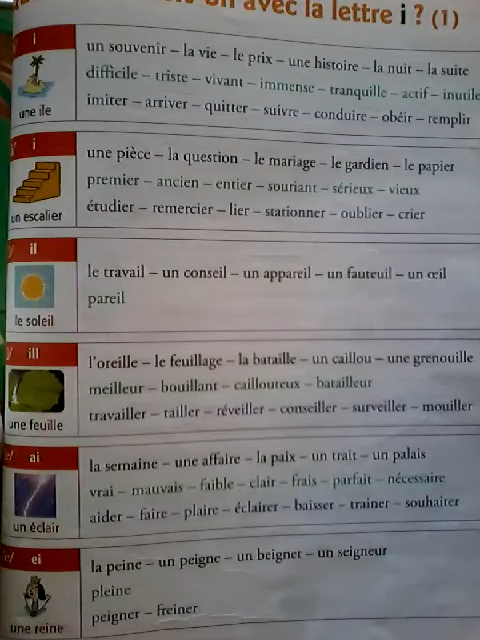 avec la lettre i ? (1)
i
une île
un souvenir – la vie – le prix – une histoire – la nuit – la suite
difficile – triste – vivant – immense – tranquille – actif – inutile
imiter – arriver – quitter – suivre – conduire – obéir – remplir
i
un escalier
une pièce – la question – le mariage – le gardien – le papier
premier – ancien – entier – souriant – sérieux – vieux
étudier – remercier – lier – stationner – oublier – crier
il
le soleil
le travail – un conseil – un appareil – un fauteuil – un œil
pareil
ill
une feuille
l'oreille – le feuillage – la bataille – un caillou – une grenouille
meilleur – bouillant – caillouteux – batailleur
travailler – tailler – réveiller – conseiller – surveiller – mouiller
ai
un éclair
la semaine – une affaire – la paix – un trait – un palais
vrai – mauvais – faible – clair – frais – parfait – nécessaire
aider – faire – plaire – éclairer – baisser – traîner – souhaiter
ei
une reine
la peine – un peigne – un beignet – un seigneur
pleine
peigner – freiner